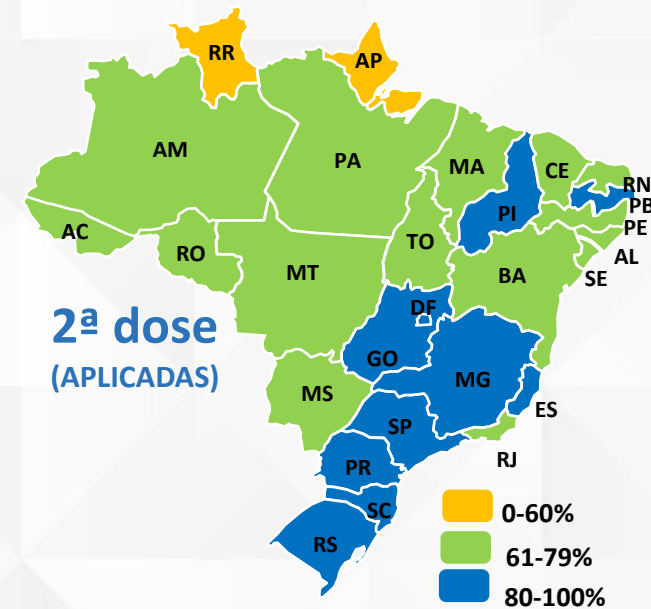 RR
AP
AM
PA
MA
CE
RN
PB
PE
AL
SE
PI
AC
RO
TO
BA
MT
DF
GO
MG
ES
MS
SP
RJ
PR
SC
RS
2ª dose
(APLICADAS)
0-60%
61-79%
80-100%